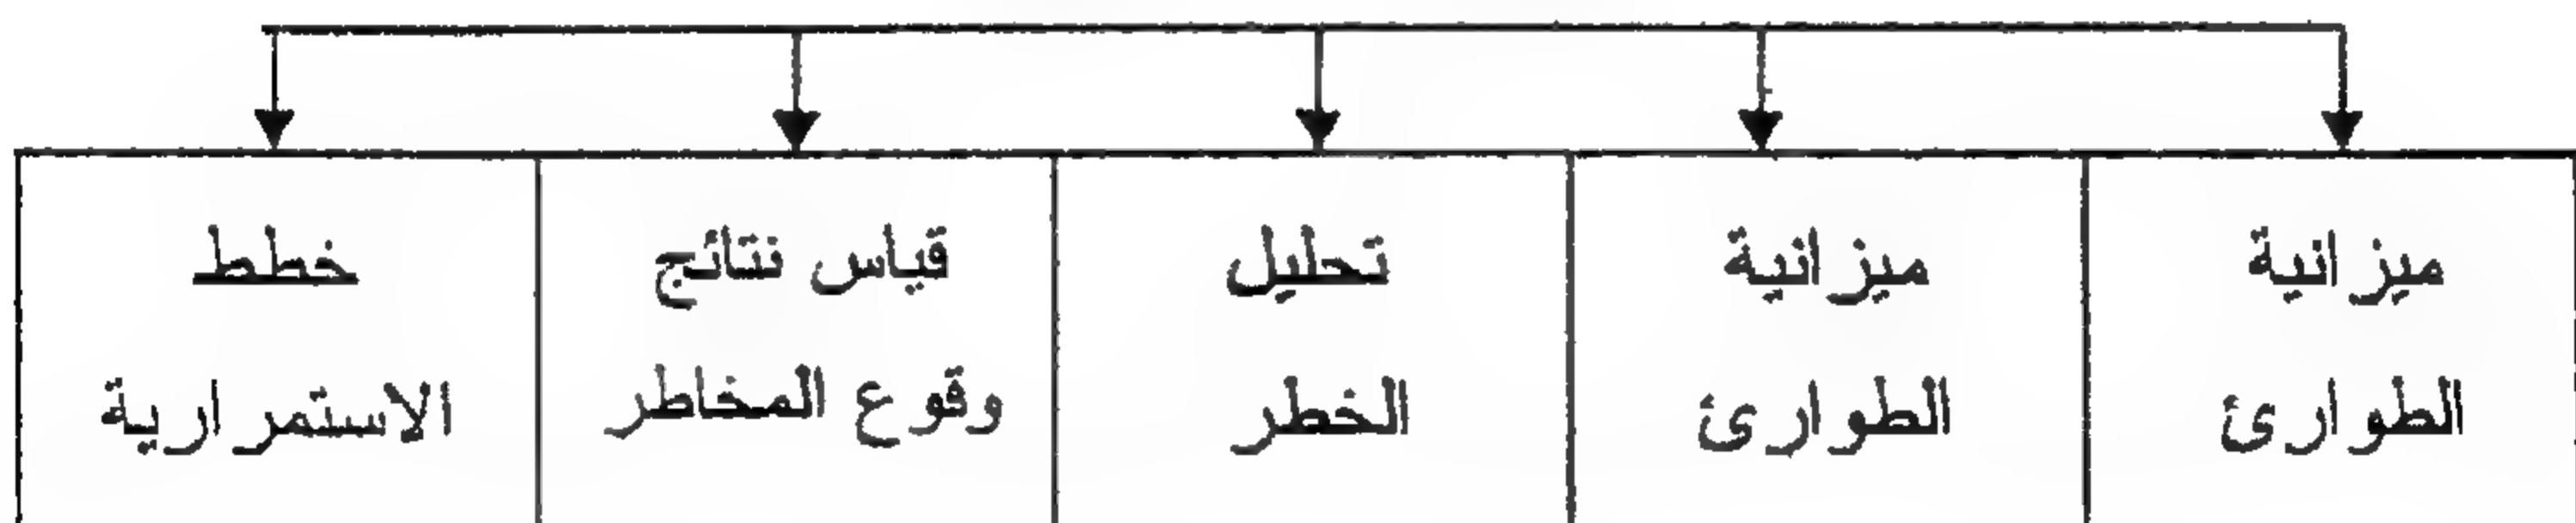 ميزانية
الطوارئ
ميزانية
الطوارئ
تحليل
الخطر
قياس نتائج
وقوع المخاطر
خطط
الاستمرارية